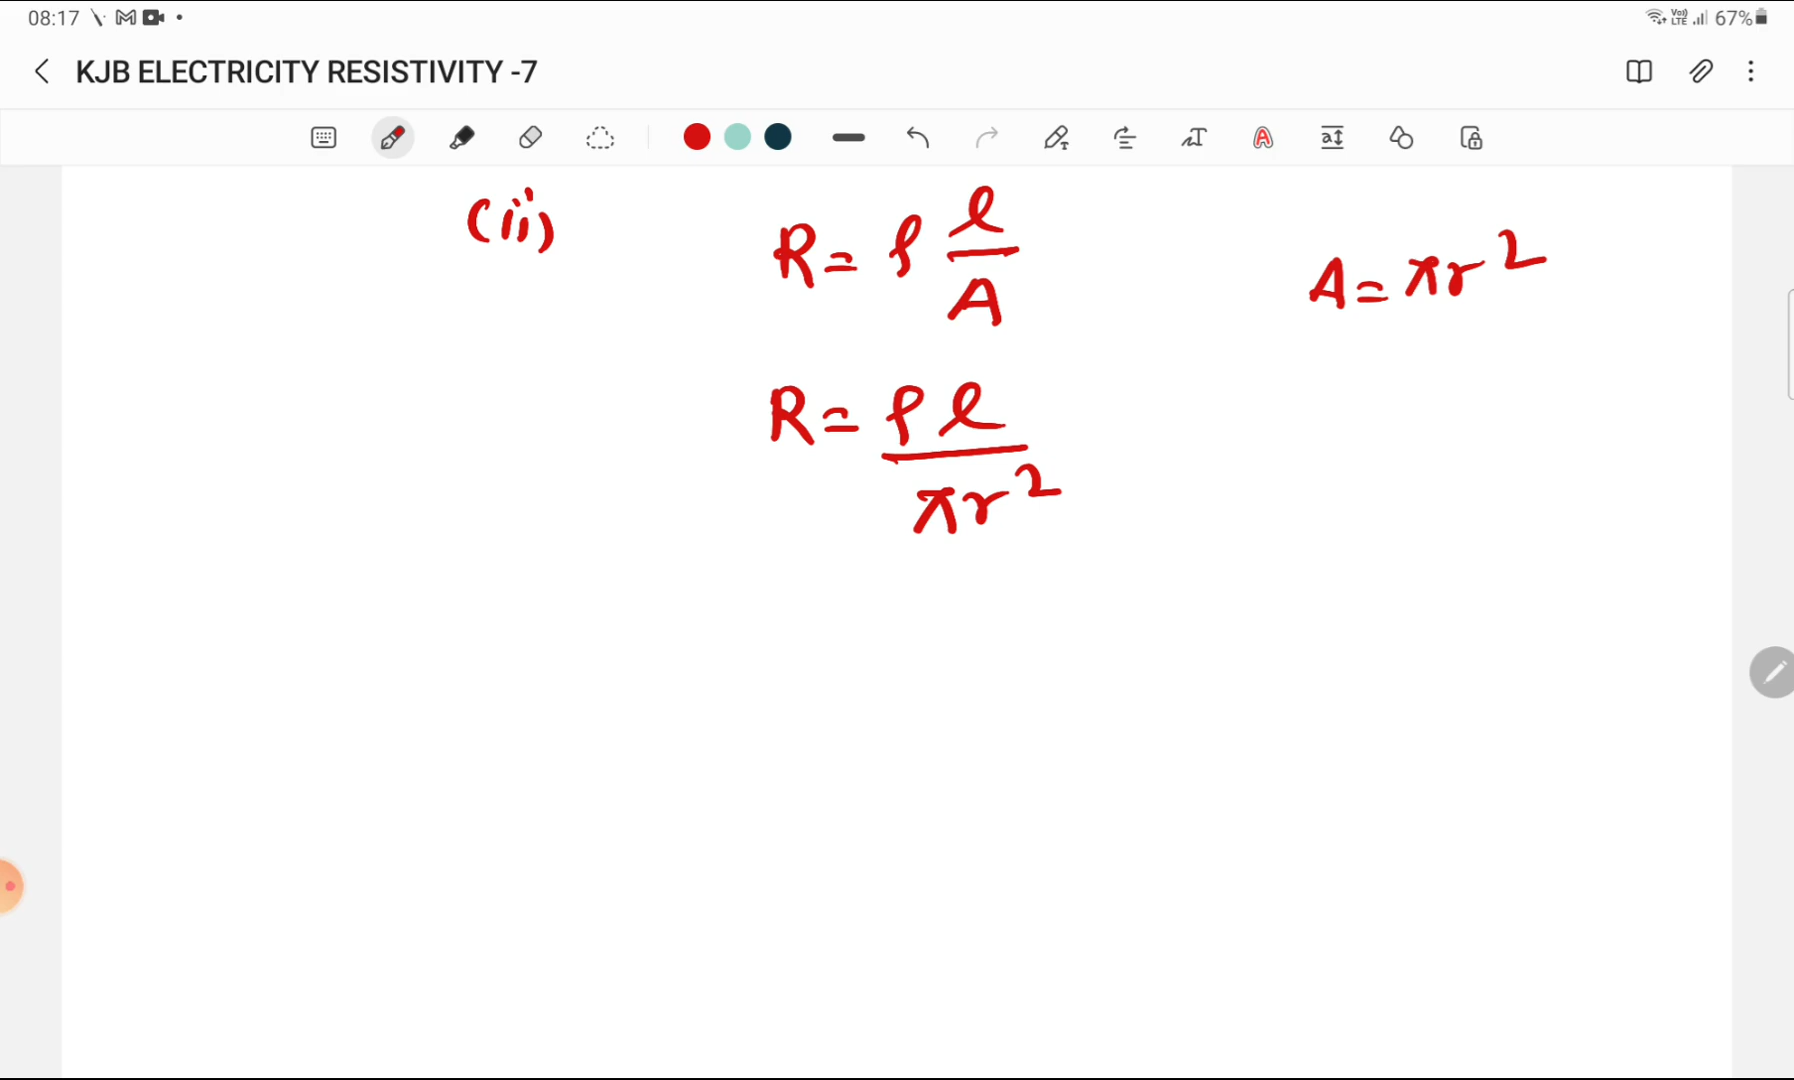 08:17 67%
KJB ELECTRICITY RESISTIVITY -7
(ii) R = ρ l/A A = πr²
R = ρl/πr²